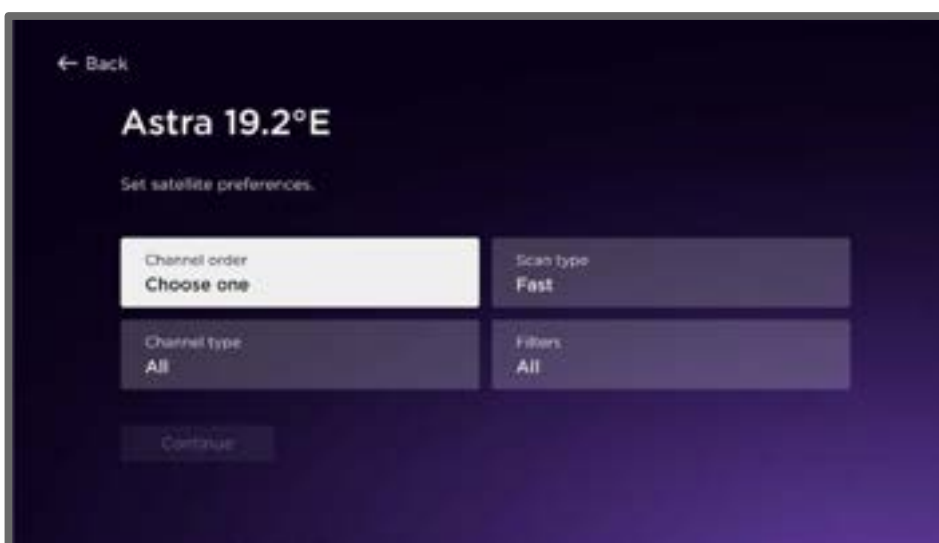 ← Back
Astra 19.2°E
Set satellite preferences.
Channel order
Choose one
Scan type
Fast
Channel type
All
Filters
All
Continue